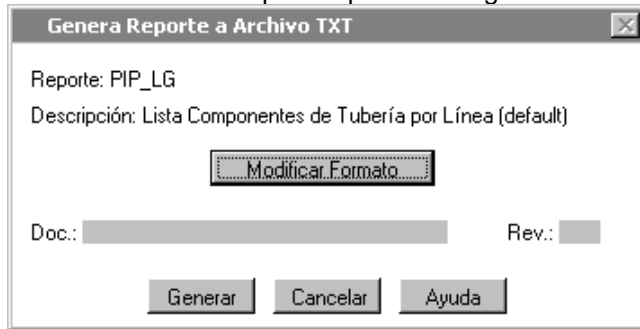 Genera Reporte a Archivo TXT
Reporte: PIP_LG
Descripción: Lista Componentes de Tubería por Línea (default)
Modificar Formato
Doc.: Rev.:
Generar Cancelar Ayuda